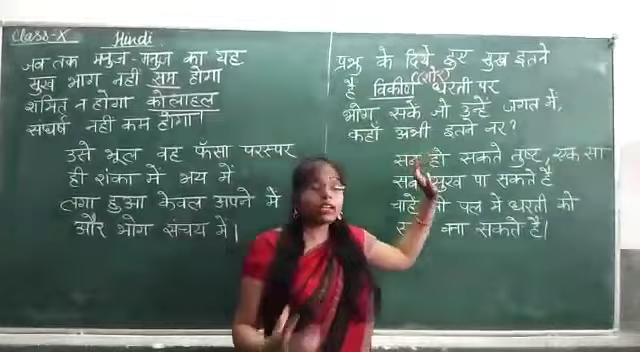 Class-X
Hindi
जब तक मनुज-मनुज का यह
सुख भाग नहीं सम होगा
शमित न होगा कोलाहल
संघर्ष नहीं कम होगा।
उसे भूल वह फँसा परस्पर
ही शंका में भय में
लगा हुआ केवल अपने में
और भोग संचय में।
प्रभु के दिये हुए सुख इतने
हैं विकीर्ण धरती पर
भोग सकें जो उन्हें जगत में,
कहाँ अभी इतने नर?
सब हो सकते तुष्ट, एक सा
सब सुख पा सकते हैं
चाहें तो पल में धरती को
बना सकते हैं।